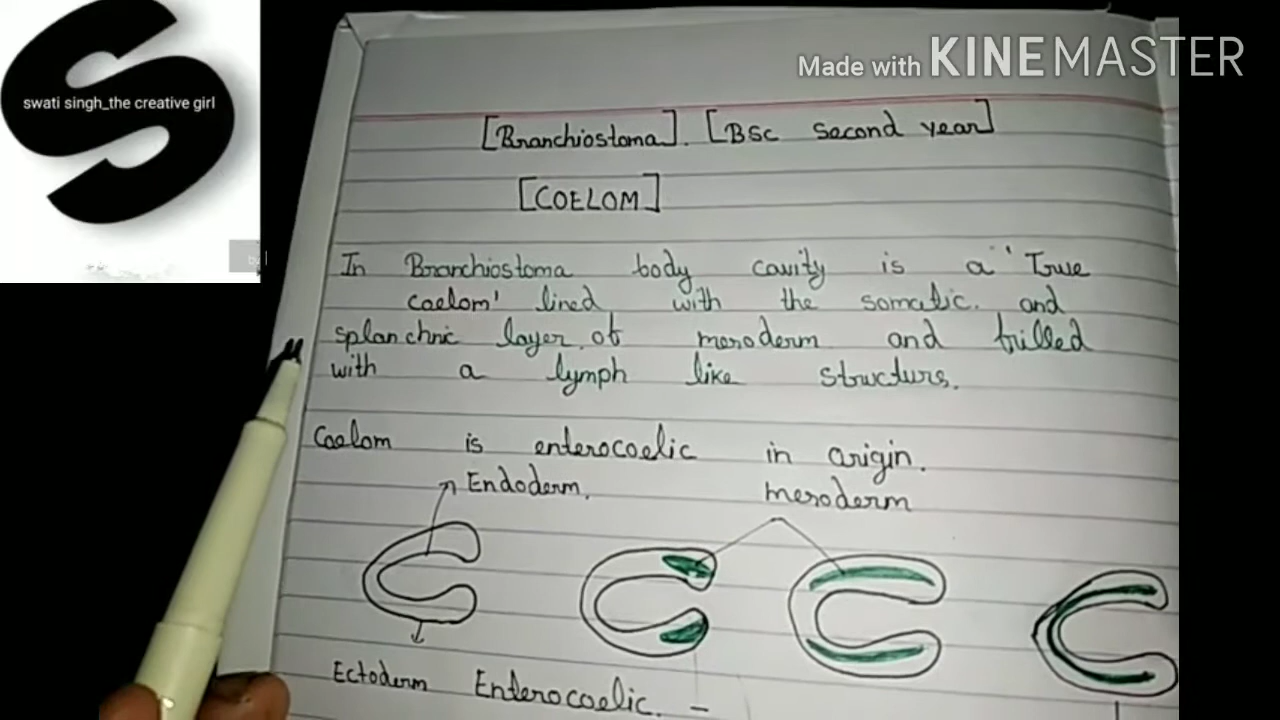 swati singh_the creative girl
Made with KINEMASTER
[Branchiostoma]. [BSc second year]
[COELOM]
In Branchiostoma body cavity is a 'True
coelom' lined with the somatic. and
splanchnic layer of mesoderm and frilled
with a lymph like structurs.
Coelom is enterocoelic in origin.
Endoderm. mesoderm
Ectoderm Enterocoelic. –